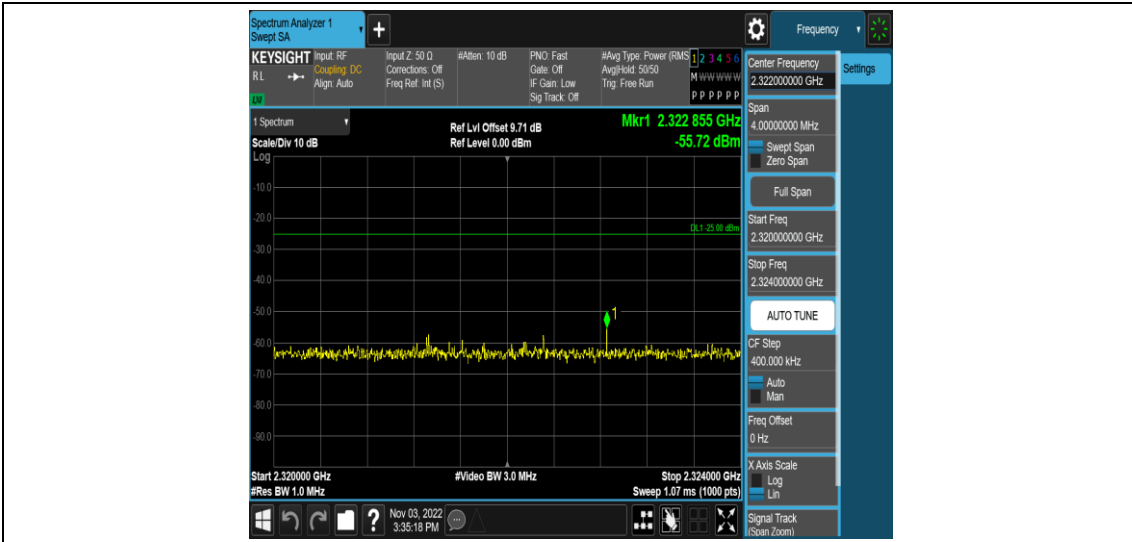 Spectrum Analyzer 1
Swept SA
Frequency
KEYSIGHT
RL
Input: RF
Coupling: DC
Align: Auto
Input Z: 50 Ω
Corrections: Off
Freq Ref: Int (S)
#Atten: 10 dB
PNO: Fast
Gate: Off
IF Gain: Low
Sig Track: Off
#Avg Type: Power (RMS
Avg|Hold: 50/50
Trig: Free Run
1 2 3 4 5 6
M W W W W W
P P P P P P
Center Frequency
2.322000000 GHz
Settings
Span
4.00000000 MHz
Swept Span
Zero Span
Full Span
Start Freq
2.320000000 GHz
Stop Freq
2.324000000 GHz
AUTO TUNE
CF Step
400.000 kHz
Auto
Man
Freq Offset
0 Hz
X Axis Scale
Log
Lin
Signal Track
(Span Zoom)
1 Spectrum
Scale/Div 10 dB
Log
Ref Lvl Offset 9.71 dB
Ref Level 0.00 dBm
Mkr1 2.322 855 GHz
-55.72 dBm
-10.0
-20.0
DL1 -25.00 dBm
-30.0
-40.0
-50.0
1
-60.0
-70.0
-80.0
-90.0
Start 2.320000 GHz
#Video BW 3.0 MHz
Stop 2.324000 GHz
#Res BW 1.0 MHz
Sweep 1.07 ms (1000 pts)
?
Nov 03, 2022
3:35:18 PM